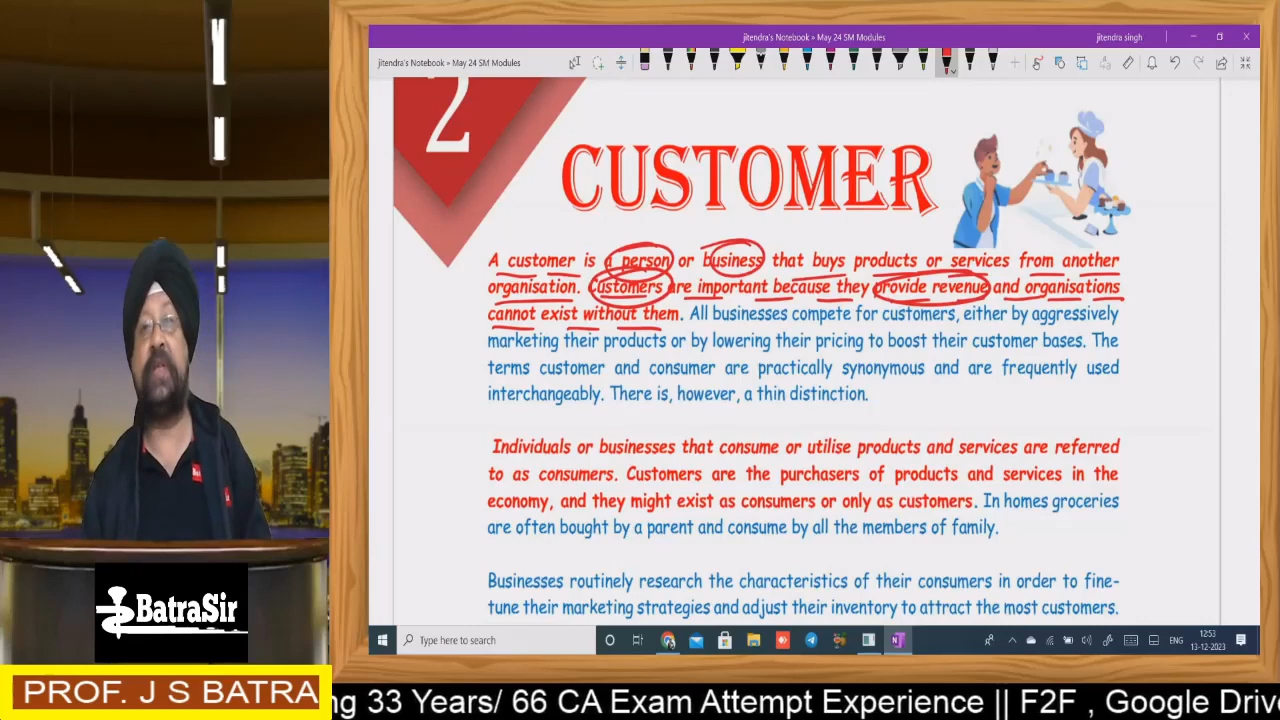 jitendra's Notebook » May 24 SM Modules
jitendra singh
jitendra's Notebook » May 24 SM Modules
2
CUSTOMER
A customer is a person or business that buys products or services from another
organisation. Customers are important because they provide revenue and organisations
cannot exist without them. All businesses compete for customers, either by aggressively
marketing their products or by lowering their pricing to boost their customer bases. The
terms customer and consumer are practically synonymous and are frequently used
interchangeably. There is, however, a thin distinction.
Individuals or businesses that consume or utilise products and services are referred
to as consumers. Customers are the purchasers of products and services in the
economy, and they might exist as consumers or only as customers. In homes groceries
are often bought by a parent and consume by all the members of family.
Businesses routinely research the characteristics of their consumers in order to fine-
tune their marketing strategies and adjust their inventory to attract the most customers.
Type here to search
ENG
12:53
13-12-2023
BatraSir
PROF. J S BATRA
ng 33 Years/ 66 CA Exam Attempt Experience || F2F , Google Drive